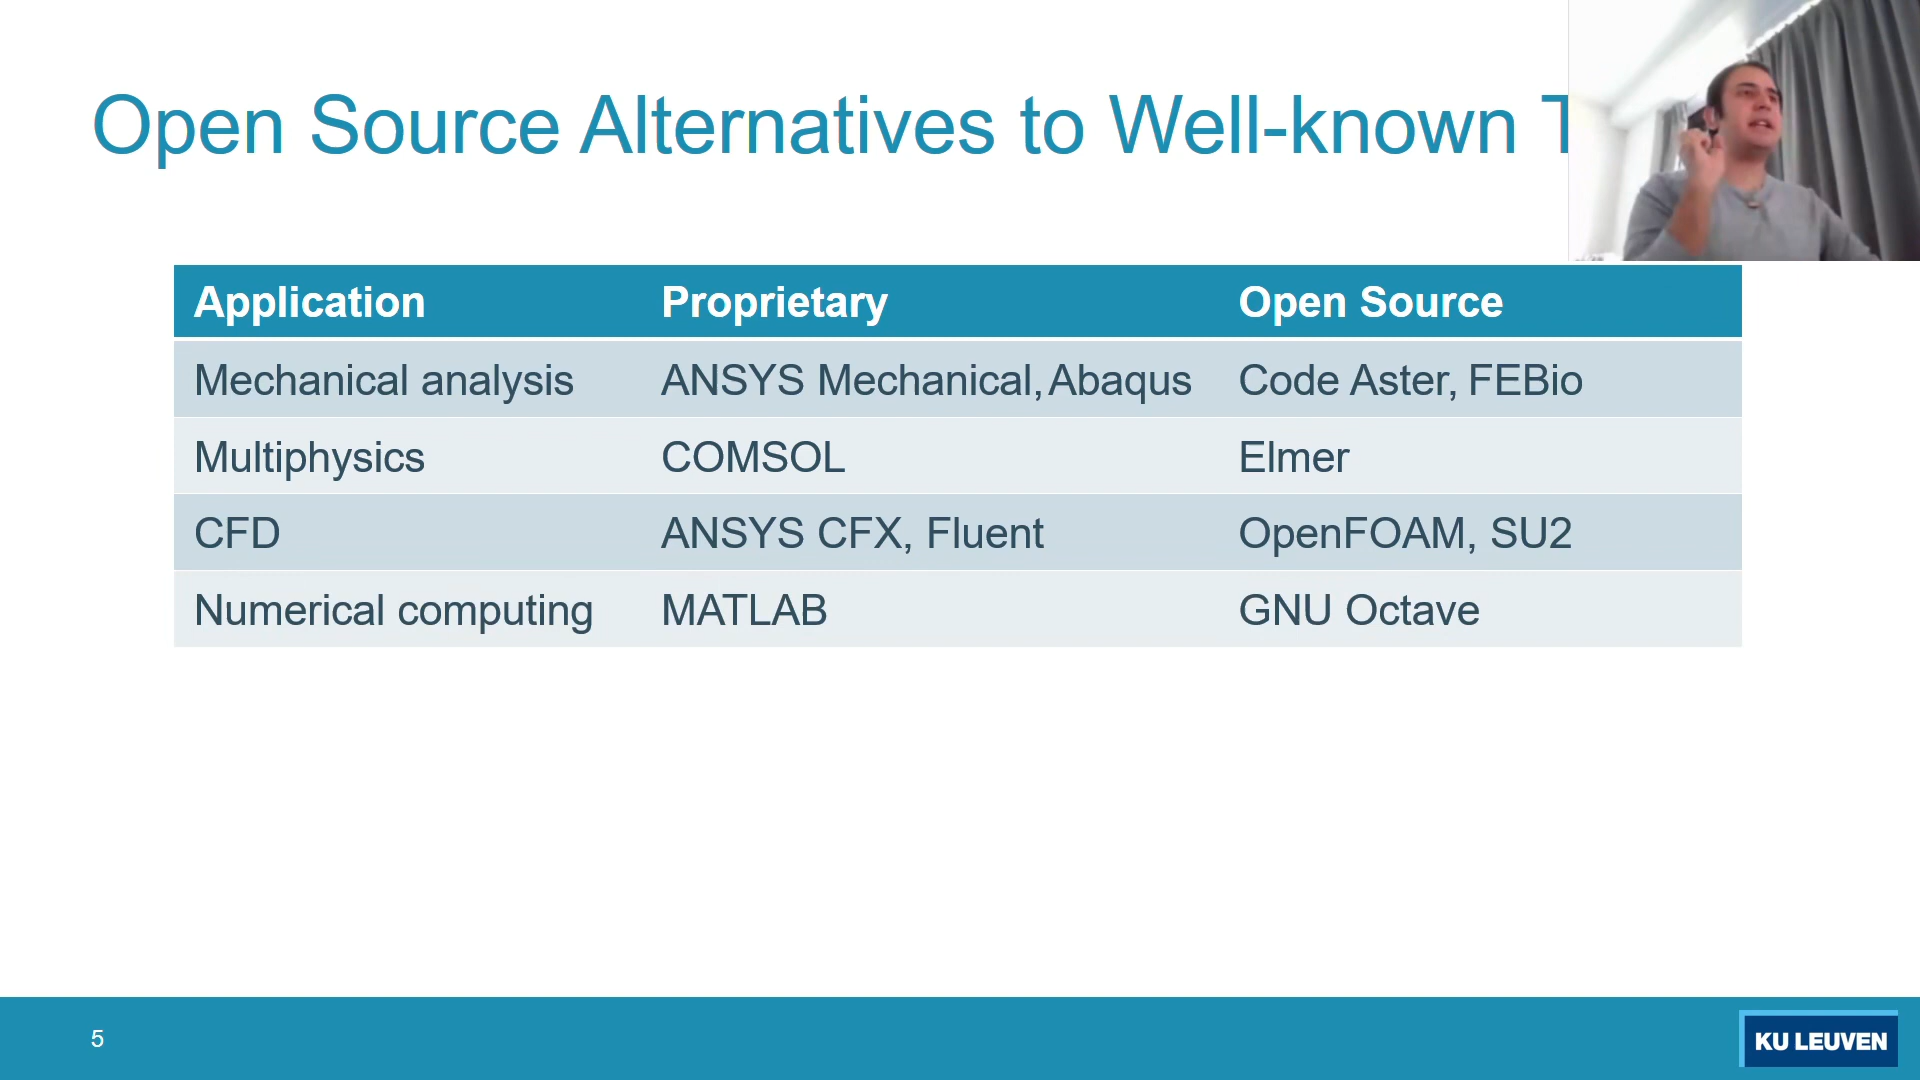 Open Source Alternatives to Well-known
Application Proprietary Open Source
Mechanical analysis ANSYS Mechanical, Abaqus Code Aster, FEBio
Multiphysics COMSOL Elmer
CFD ANSYS CFX, Fluent OpenFOAM, SU2
Numerical computing MATLAB GNU Octave
5
KU LEUVEN